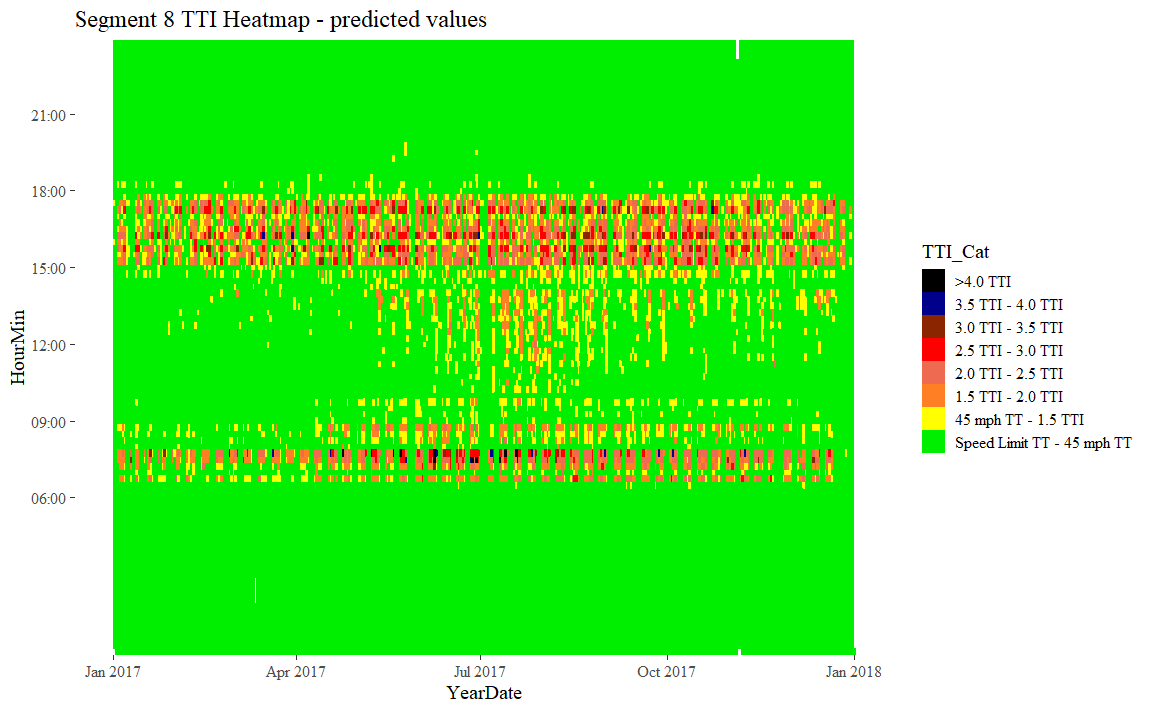 Segment 8 TTI Heatmap - predicted values
21:00
18:00
15:00
12:00
09:00
06:00
HourMin
Jan 2017
Apr 2017
Jul 2017
Oct 2017
Jan 2018
YearDate
TTI_Cat
>4.0 TTI
3.5 TTI - 4.0 TTI
3.0 TTI - 3.5 TTI
2.5 TTI - 3.0 TTI
2.0 TTI - 2.5 TTI
1.5 TTI - 2.0 TTI
45 mph TT - 1.5 TTI
Speed Limit TT - 45 mph TT